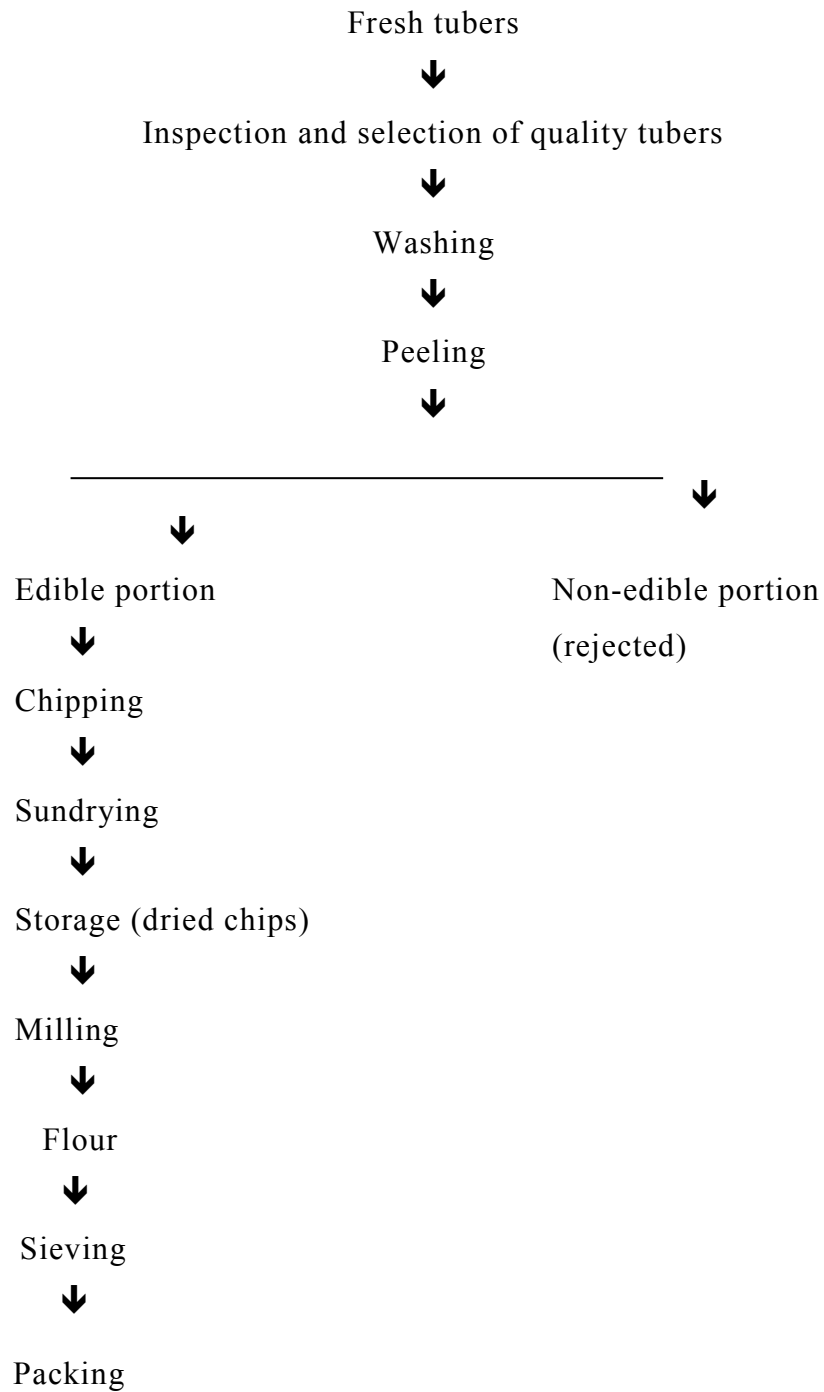 Fresh tubers
Inspection and selection of quality tubers
Washing
Peeling
Edible portion
Non-edible portion
(rejected)
Chipping
Sundrying
Storage (dried chips)
Milling
Flour
Sieving
Packing